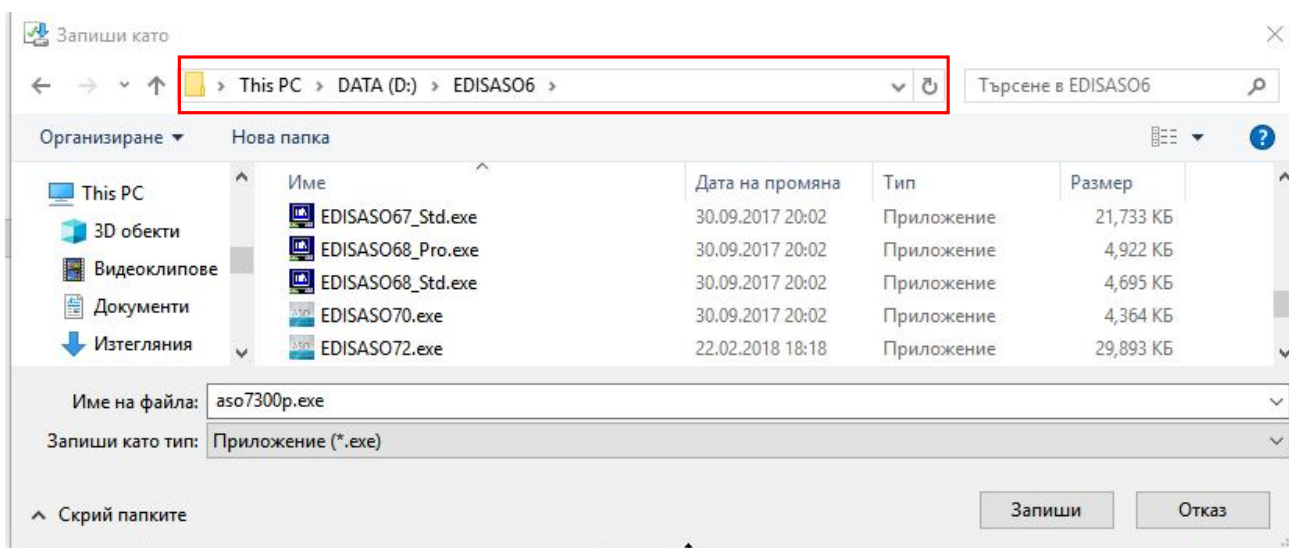 Запиши като
This PC > DATA (D:) > EDISASO6 >
Търсене в EDISASO6
Организиране
Нова папка
This PC
3D обекти
Видеоклипове
Документи
Изтегляния
Име Дата на промяна Тип Размер
EDISASO67_Std.exe 30.09.2017 20:02 Приложение 21,733 КБ
EDISASO68_Pro.exe 30.09.2017 20:02 Приложение 4,922 КБ
EDISASO68_Std.exe 30.09.2017 20:02 Приложение 4,695 КБ
EDISASO70.exe 30.09.2017 20:02 Приложение 4,364 КБ
EDISASO72.exe 22.02.2018 18:18 Приложение 29,893 КБ
Име на файла: aso7300p.exe
Запиши като тип: Приложение (*.exe)
Скрий папките
Запиши
Отказ